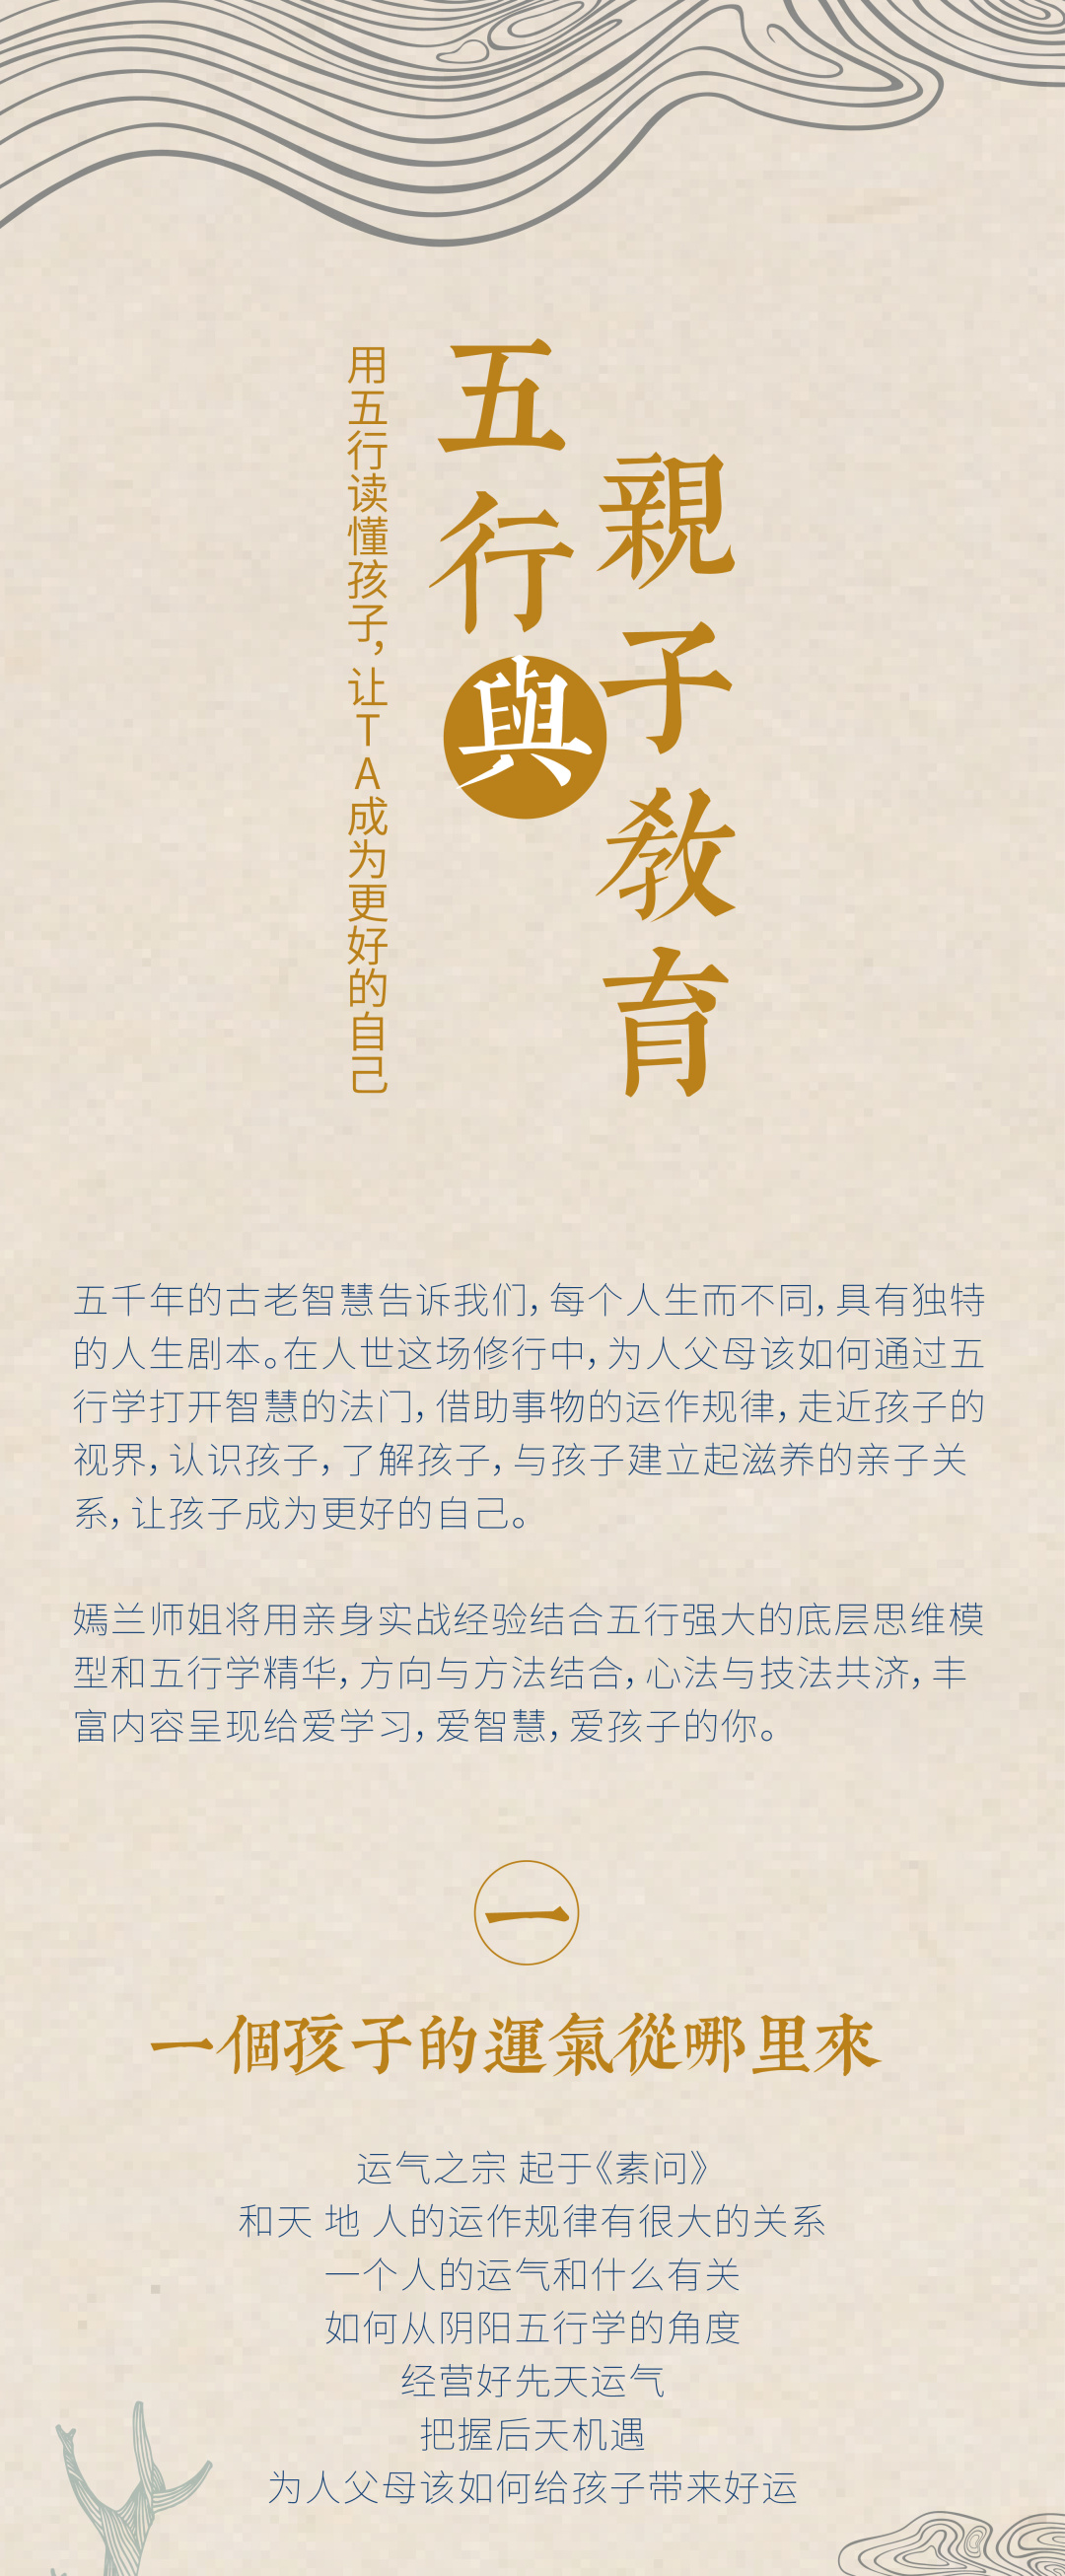 五行與
親子教育
用五行读懂孩子，让TA成为更好的自己
五千年的古老智慧告诉我们，每个人生而不同，具有独特
的人生剧本。在人世这场修行中，为人父母该如何通过五
行学打开智慧的法门，借助事物的运作规律，走近孩子的
视界，认识孩子，了解孩子，与孩子建立起滋养的亲子关
系，让孩子成为更好的自己。
嫣兰师姐将用亲身实战经验结合五行强大的底层思维模
型和五行学精华，方向与方法结合，心法与技法共济，丰
富内容呈现给爱学习，爱智慧，爱孩子的你。
一
一個孩子的運氣從哪里來
运气之宗 起于《素问》
和天 地 人的运作规律有很大的关系
一个人的运气和什么有关
如何从阴阳五行学的角度
经营好先天运气
把握后天机遇
为人父母该如何给孩子带来好运